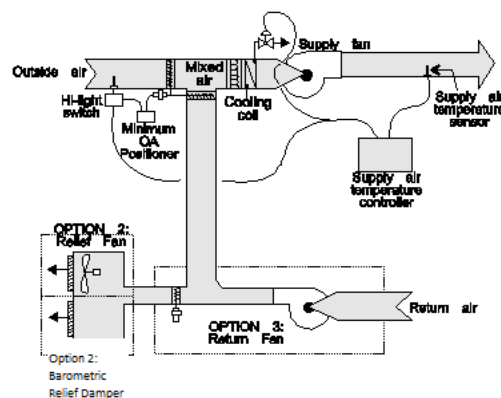 Supply fan
Outside air
Mixed
air
Hi-light
switch
Minimum
OA
Positioner
Cooling
coil
Supply air
temperature
sensor
Supply air
temperature
controller
OPTION 2:
Relief Fan
OPTION 3:
Return Fan
Return air
Option 2:
Barometric
Relief Damper